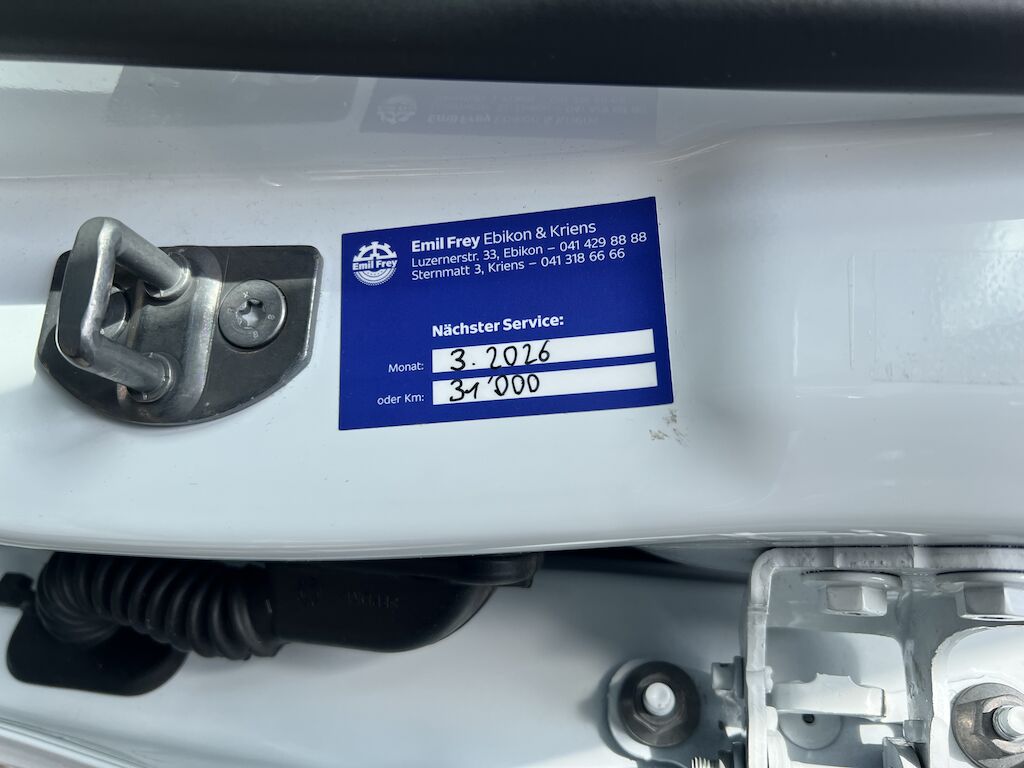 Emil Frey
Emil Frey Ebikon & Kriens
Luzernerstr. 33, Ebikon – 041 429 88 88
Sternmatt 3, Kriens – 041 318 66 66
Nächster Service:
Monat: 3. 2026
oder Km: 31'000